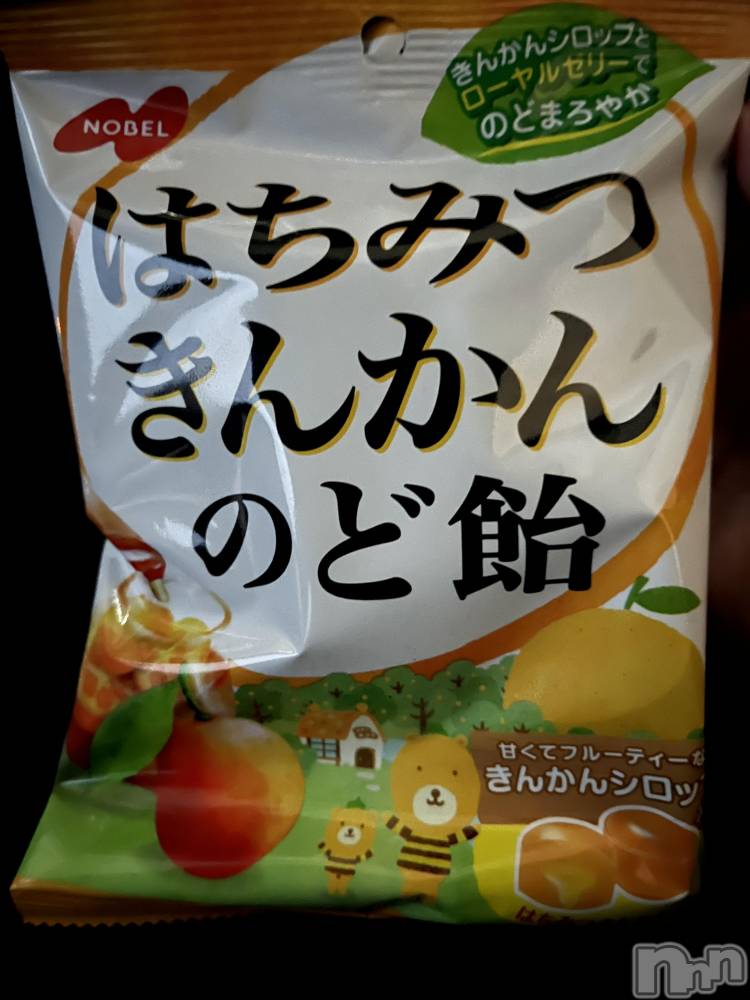 NOBEL
きんかんシロップと
ローヤルゼリーで
のどまろやか
はちみつ
きんかん
のど飴
甘くてフルーティーな
きんかんシロッ
nnn